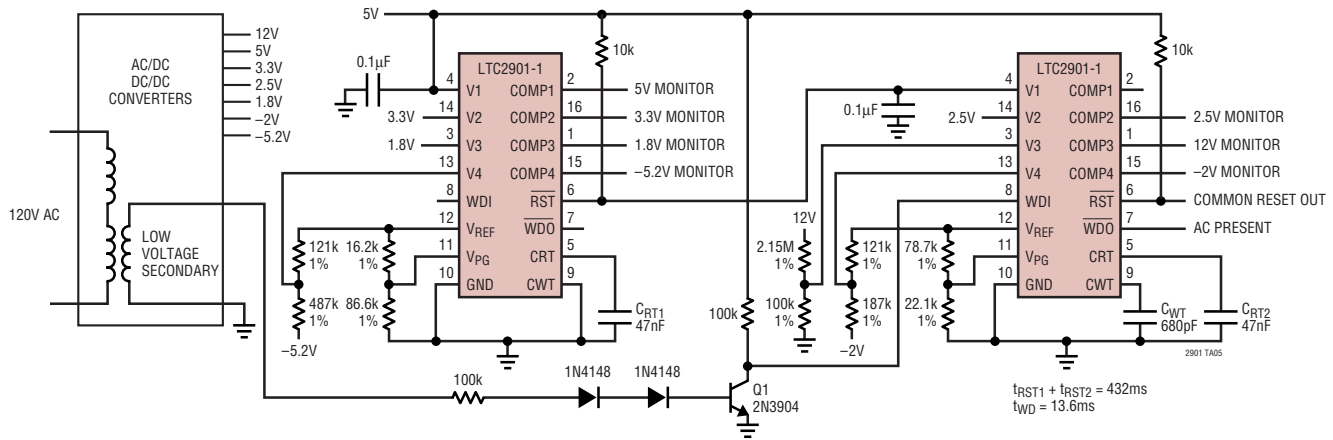 120V AC
AC/DC
DC/DC
CONVERTERS
LOW
VOLTAGE
SECONDARY
12V
5V
3.3V
2.5V
1.8V
–2V
–5.2V
5V
0.1µF
10k
LTC2901-1
4 V1 COMP1 2 5V MONITOR
3.3V 14 V2 COMP2 16 3.3V MONITOR
1.8V 3 V3 COMP3 1 1.8V MONITOR
13 V4 COMP4 15 –5.2V MONITOR
8 WDI RST 6
12 VREF WDO 7
11 VPG CRT 5
10 GND CWT 9
121k
1%
487k
1%
–5.2V
16.2k
1%
86.6k
1%
CRT1
47nF
100k
1N4148
1N4148
100k
Q1
2N3904
0.1µF
10k
LTC2901-1
4 V1 COMP1 2
2.5V 14 V2 COMP2 16 2.5V MONITOR
3 V3 COMP3 1 12V MONITOR
13 V4 COMP4 15 –2V MONITOR
8 WDI RST 6 COMMON RESET OUT
12 VREF WDO 7 AC PRESENT
11 VPG CRT 5
10 GND CWT 9
12V
2.15M
1%
100k
1%
121k
1%
187k
1%
–2V
78.7k
1%
22.1k
1%
CWT
680pF
CRT2
47nF
2901 TA05
tRST1 + tRST2 = 432ms
tWD = 13.6ms